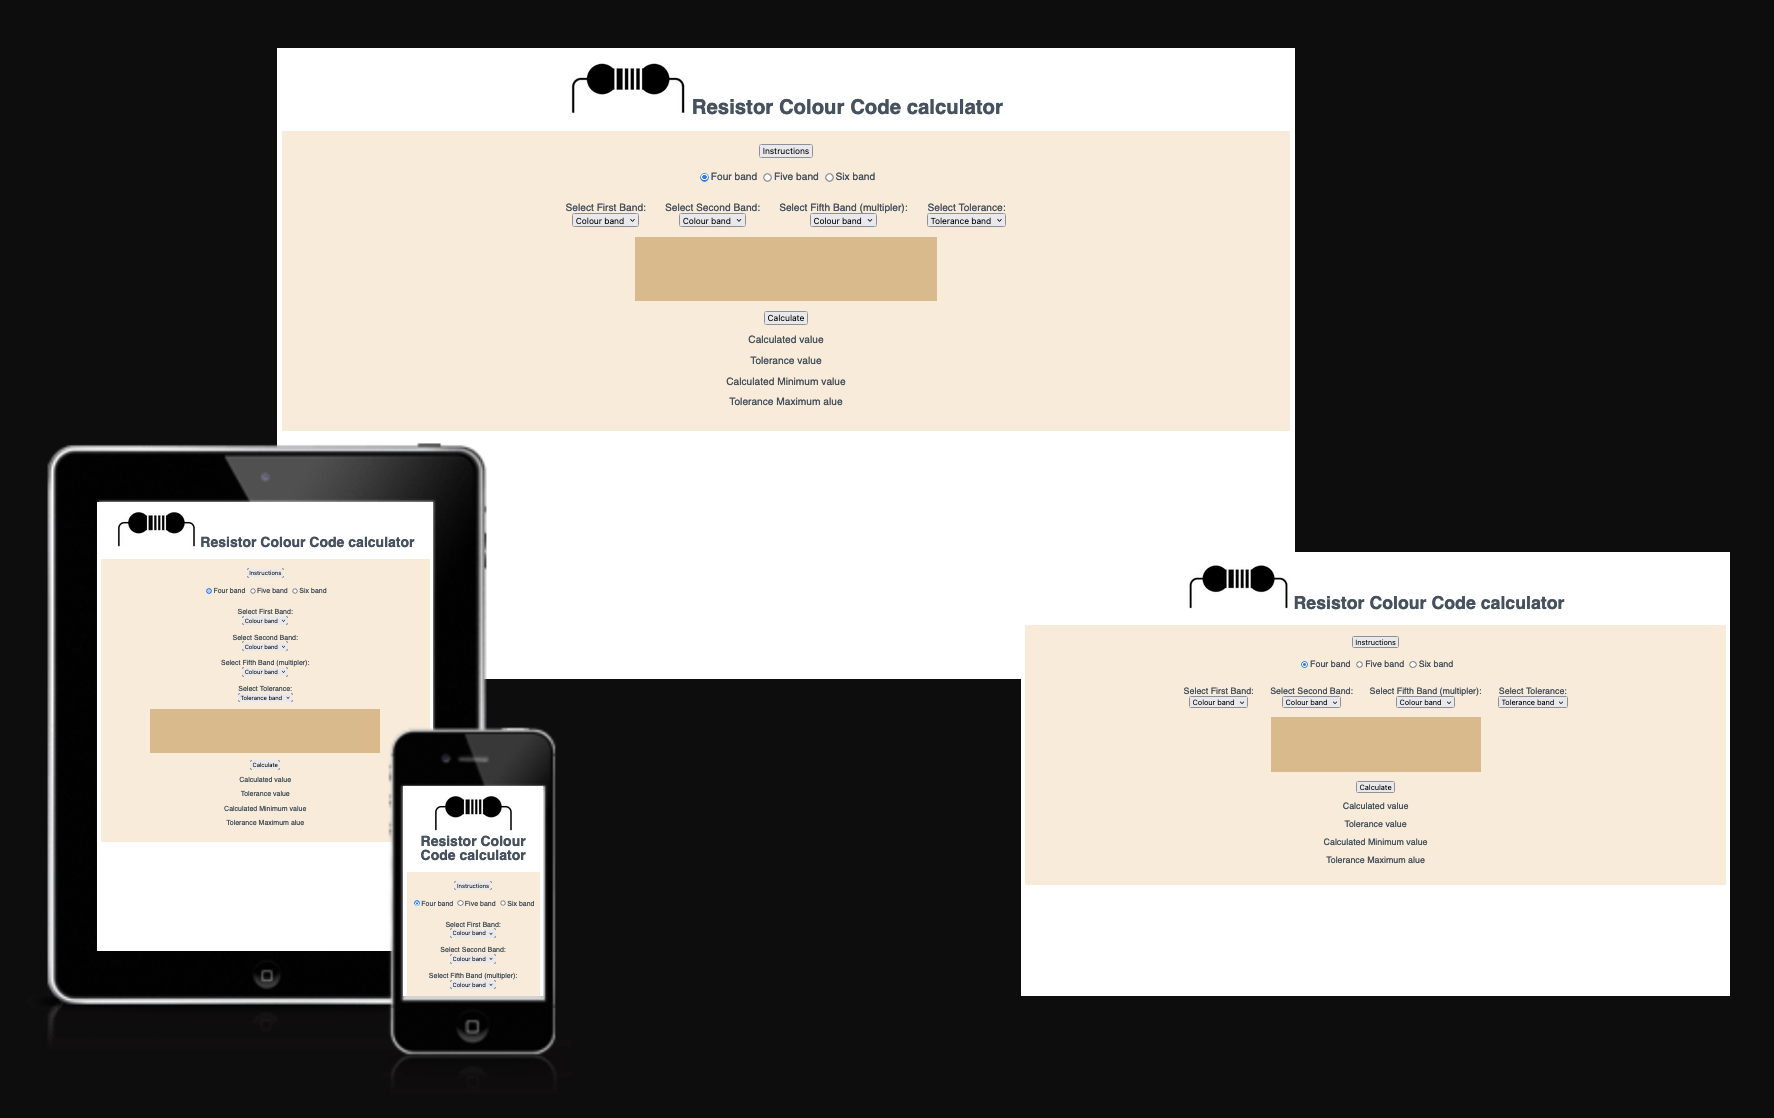 Resistor Colour Code calculator
Instructions
Four band Five band Six band
Select First Band: Select Second Band: Select Fifth Band (multipler): Select Tolerance:
Colour band Colour band Colour band Tolerance band
Calculate
Calculated value
Tolerance value
Calculated Minimum value
Tolerance Maximum alue
Resistor Colour Code calculator
Instructions
Four band Five band Six band
Select First Band:
Colour band
Select Second Band:
Colour band
Select Fifth Band (multipler):
Colour band
Select Tolerance:
Tolerance band
Calculate
Calculated value
Tolerance value
Calculated Minimum value
Tolerance Maximum alue
Resistor Colour
Code calculator
Instructions
Four band Five band Six band
Select First Band:
Colour band
Select Second Band:
Colour band
Select Fifth Band (multipler):
Colour band
Resistor Colour Code calculator
Instructions
Four band Five band Six band
Select First Band: Select Second Band: Select Fifth Band (multipler): Select Tolerance:
Colour band Colour band Colour band Tolerance band
Calculate
Calculated value
Tolerance value
Calculated Minimum value
Tolerance Maximum alue